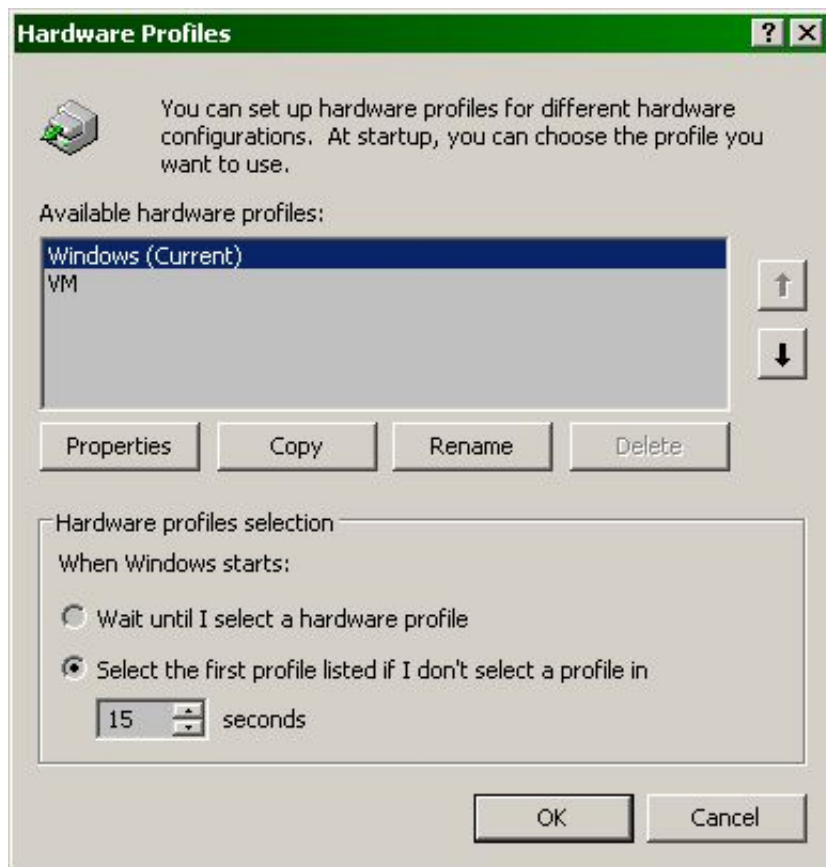 Hardware Profiles
You can set up hardware profiles for different hardware
configurations. At startup, you can choose the profile you
want to use.
Available hardware profiles:
Windows (Current)
VM
Properties Copy Rename Delete
Hardware profiles selection
When Windows starts:
Wait until I select a hardware profile
Select the first profile listed if I don't select a profile in
15 seconds
OK Cancel